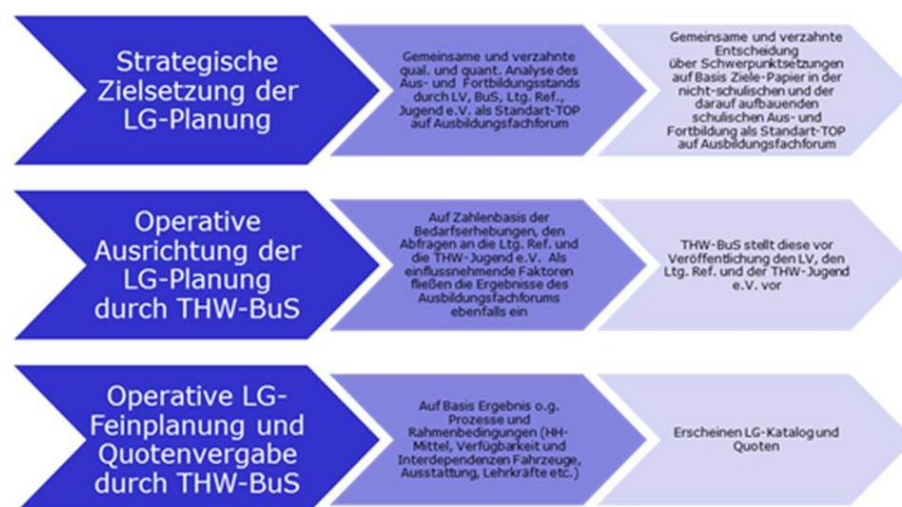 Strategische
Zielsetzung der
LG-Planung
Gemeinsame und verzahnte
qual. und quant. Analyse des
Aus- und Fortbildungsstands
durch LV, BuS, Ltg. Ref.,
Jugend e.V. als Standart-TOP
auf Ausbildungsfachforum
Gemeinsame und verzahnte
Entscheidung
über Schwerpunktsetzungen
auf Basis Ziele-Papier in der
nicht-schulischen und der
darauf aufbauenden
schulischen Aus- und
Fortbildung als Standart-TOP
auf Ausbildungsfachforum
Operative
Ausrichtung der
LG-Planung
durch THW-BuS
Auf Zahlenbasis der
Bedarfserhebungen, den
Abfragen an die Ltg. Ref. und
die THW-Jugend e.V. Als
einflussnehmende Faktoren
fließen die Ergebnisse des
Ausbildungsfachforums
ebenfalls ein
THW-BuS stellt diese vor
Veröffentlichung den LV, den
Ltg. Ref. und der THW-Jugend
e.V. vor
Operative LG-
Feinplanung und
Quotenvergabe
durch THW-BuS
Auf Basis Ergebnis o.g.
Prozesse und
Rahmenbedingungen (HH-
Mittel, Verfügbarkeit und
Interdependenzen Fahrzeuge,
Ausstattung, Lehrkräfte etc.)
Erscheinen LG-Katalog und
Quoten